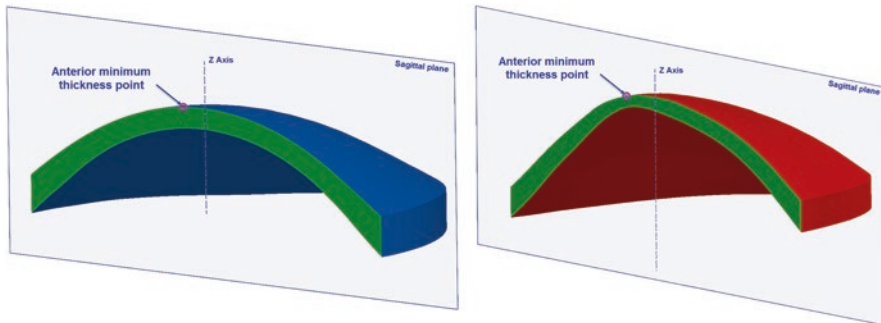 Z Axis
Sagittal plane
Anterior minimum
thickness point
Z Axis
Sagittal plane
Anterior minimum
thickness point